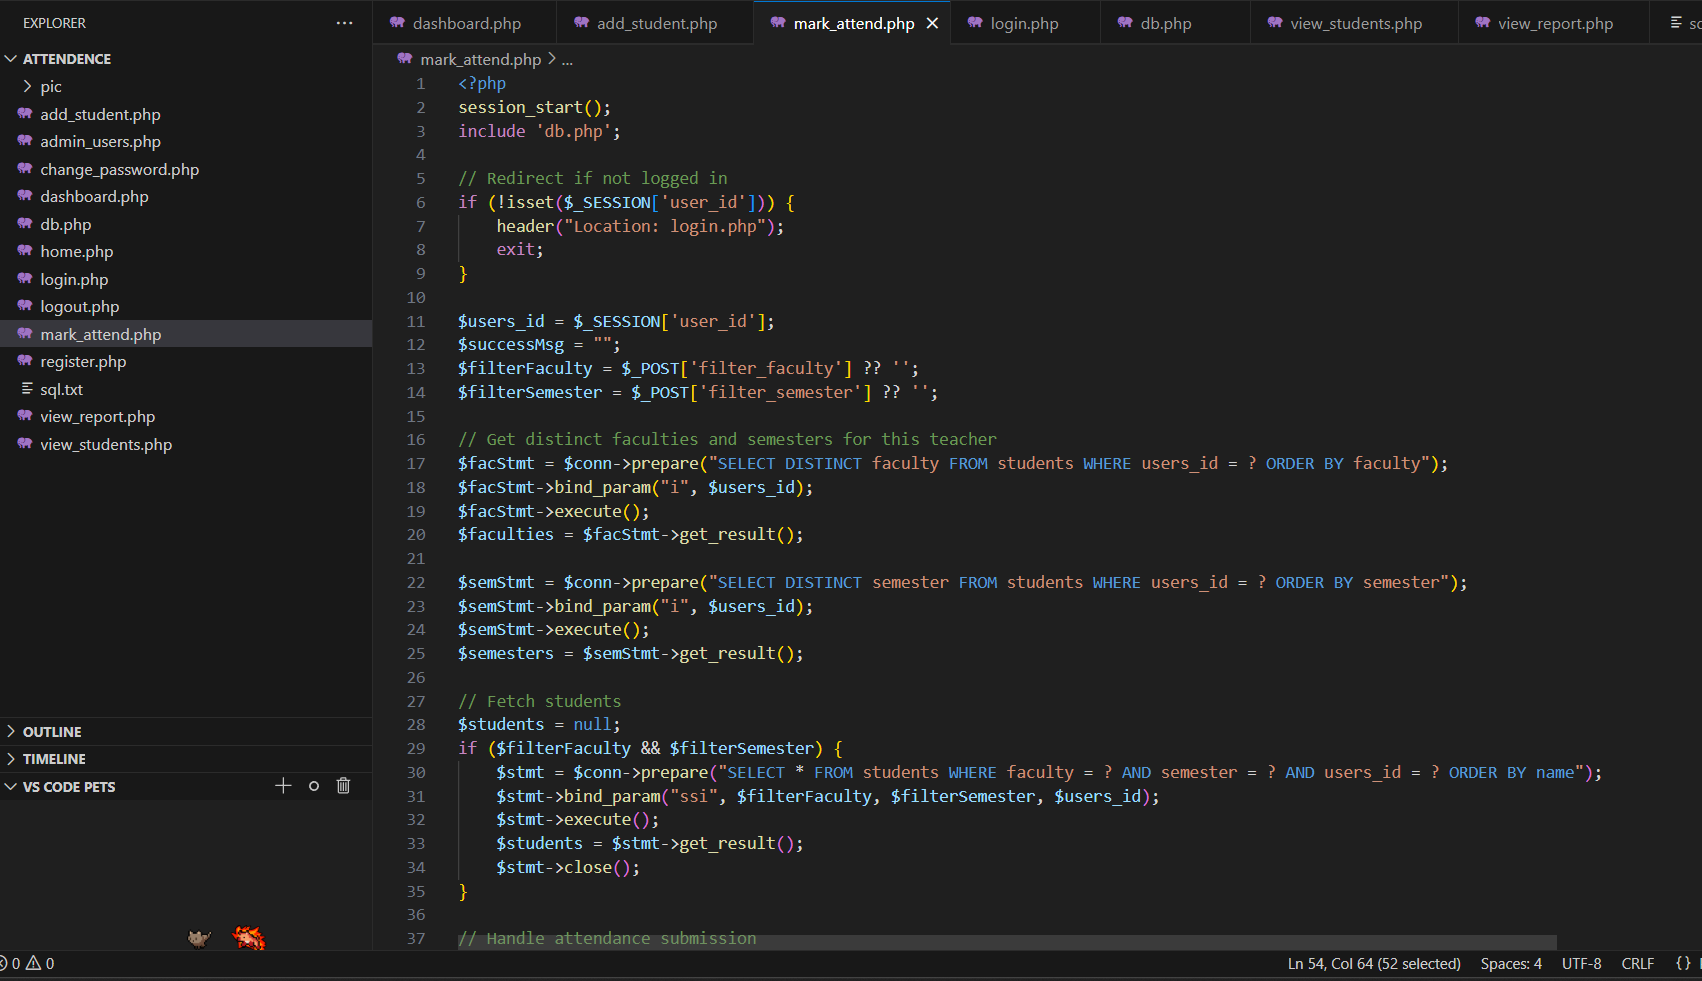 EXPLORER
ATTENDENCE
pic
add_student.php
admin_users.php
change_password.php
dashboard.php
db.php
home.php
login.php
logout.php
mark_attend.php
register.php
sql.txt
view_report.php
view_students.php
OUTLINE
TIMELINE
VS CODE PETS
dashboard.php add_student.php mark_attend.php login.php db.php view_students.php view_report.php
mark_attend.php > ...
1 <?php
2 session_start();
3 include 'db.php';
4
5 // Redirect if not logged in
6 if (!isset($_SESSION['user_id'])) {
7     header("Location: login.php");
8     exit;
9 }
10
11 $users_id = $_SESSION['user_id'];
12 $successMsg = "";
13 $filterFaculty = $_POST['filter_faculty'] ?? '';
14 $filterSemester = $_POST['filter_semester'] ?? '';
15
16 // Get distinct faculties and semesters for this teacher
17 $facStmt = $conn->prepare("SELECT DISTINCT faculty FROM students WHERE users_id = ? ORDER BY faculty");
18 $facStmt->bind_param("i", $users_id);
19 $facStmt->execute();
20 $faculties = $facStmt->get_result();
21
22 $semStmt = $conn->prepare("SELECT DISTINCT semester FROM students WHERE users_id = ? ORDER BY semester");
23 $semStmt->bind_param("i", $users_id);
24 $semStmt->execute();
25 $semesters = $semStmt->get_result();
26
27 // Fetch students
28 $students = null;
29 if ($filterFaculty && $filterSemester) {
30     $stmt = $conn->prepare("SELECT * FROM students WHERE faculty = ? AND semester = ? AND users_id = ? ORDER BY name");
31     $stmt->bind_param("ssi", $filterFaculty, $filterSemester, $users_id);
32     $stmt->execute();
33     $students = $stmt->get_result();
34     $stmt->close();
35 }
36
37 // Handle attendance submission
0 0 Ln 54, Col 64 (52 selected) Spaces: 4 UTF-8 CRLF {}